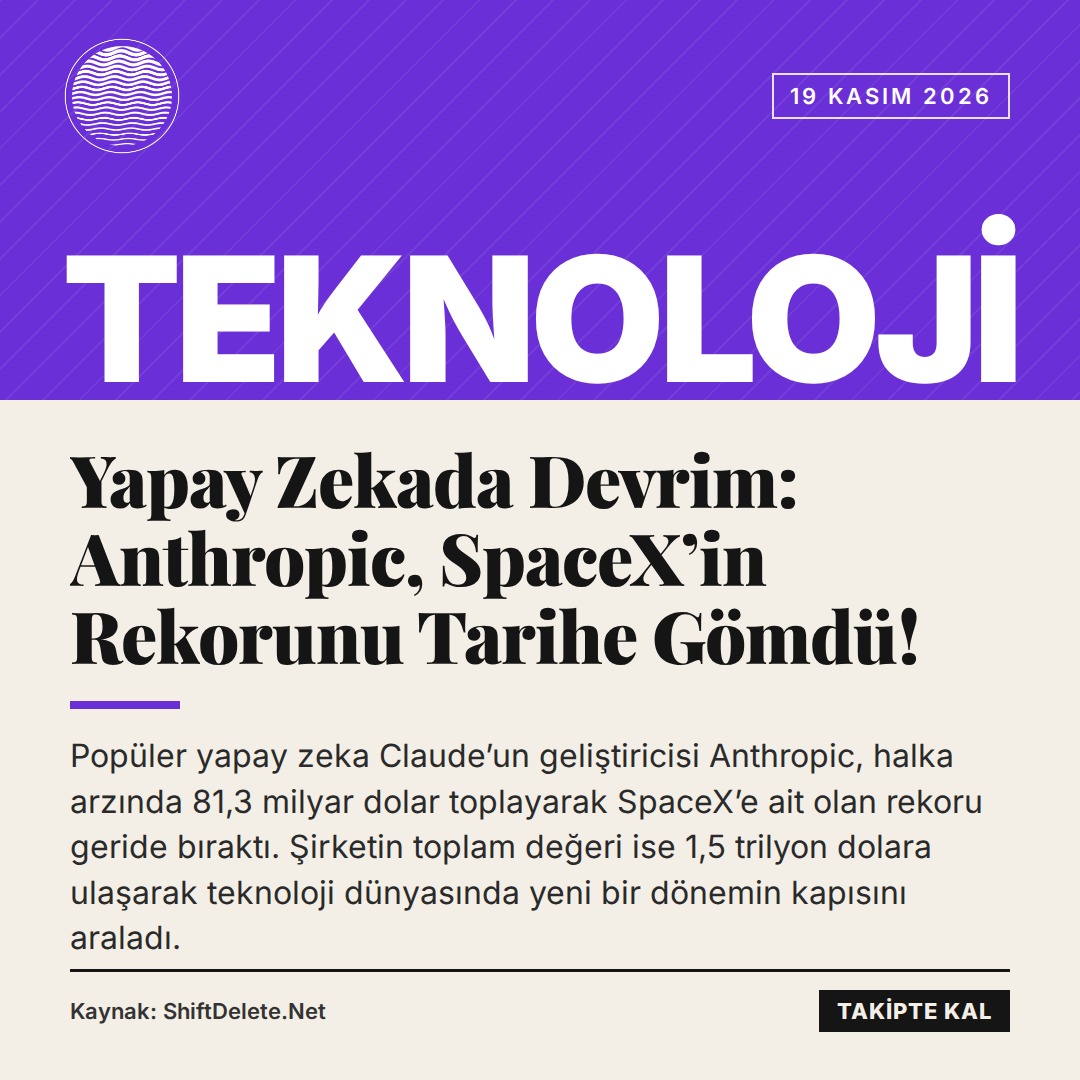 19 KASIM 2026
TEKNOLOJİ
Yapay Zekada Devrim:
Anthropic, SpaceX’in
Rekorunu Tarihe Gömdü!
Popüler yapay zeka Claude’un geliştiricisi Anthropic, halka
arzında 81,3 milyar dolar toplayarak SpaceX’e ait olan rekoru
geride bıraktı. Şirketin toplam değeri ise 1,5 trilyon dolara
ulaşarak teknoloji dünyasında yeni bir dönemin kapısını
araladı.
Kaynak: ShiftDelete.Net
TAKİPTE KAL